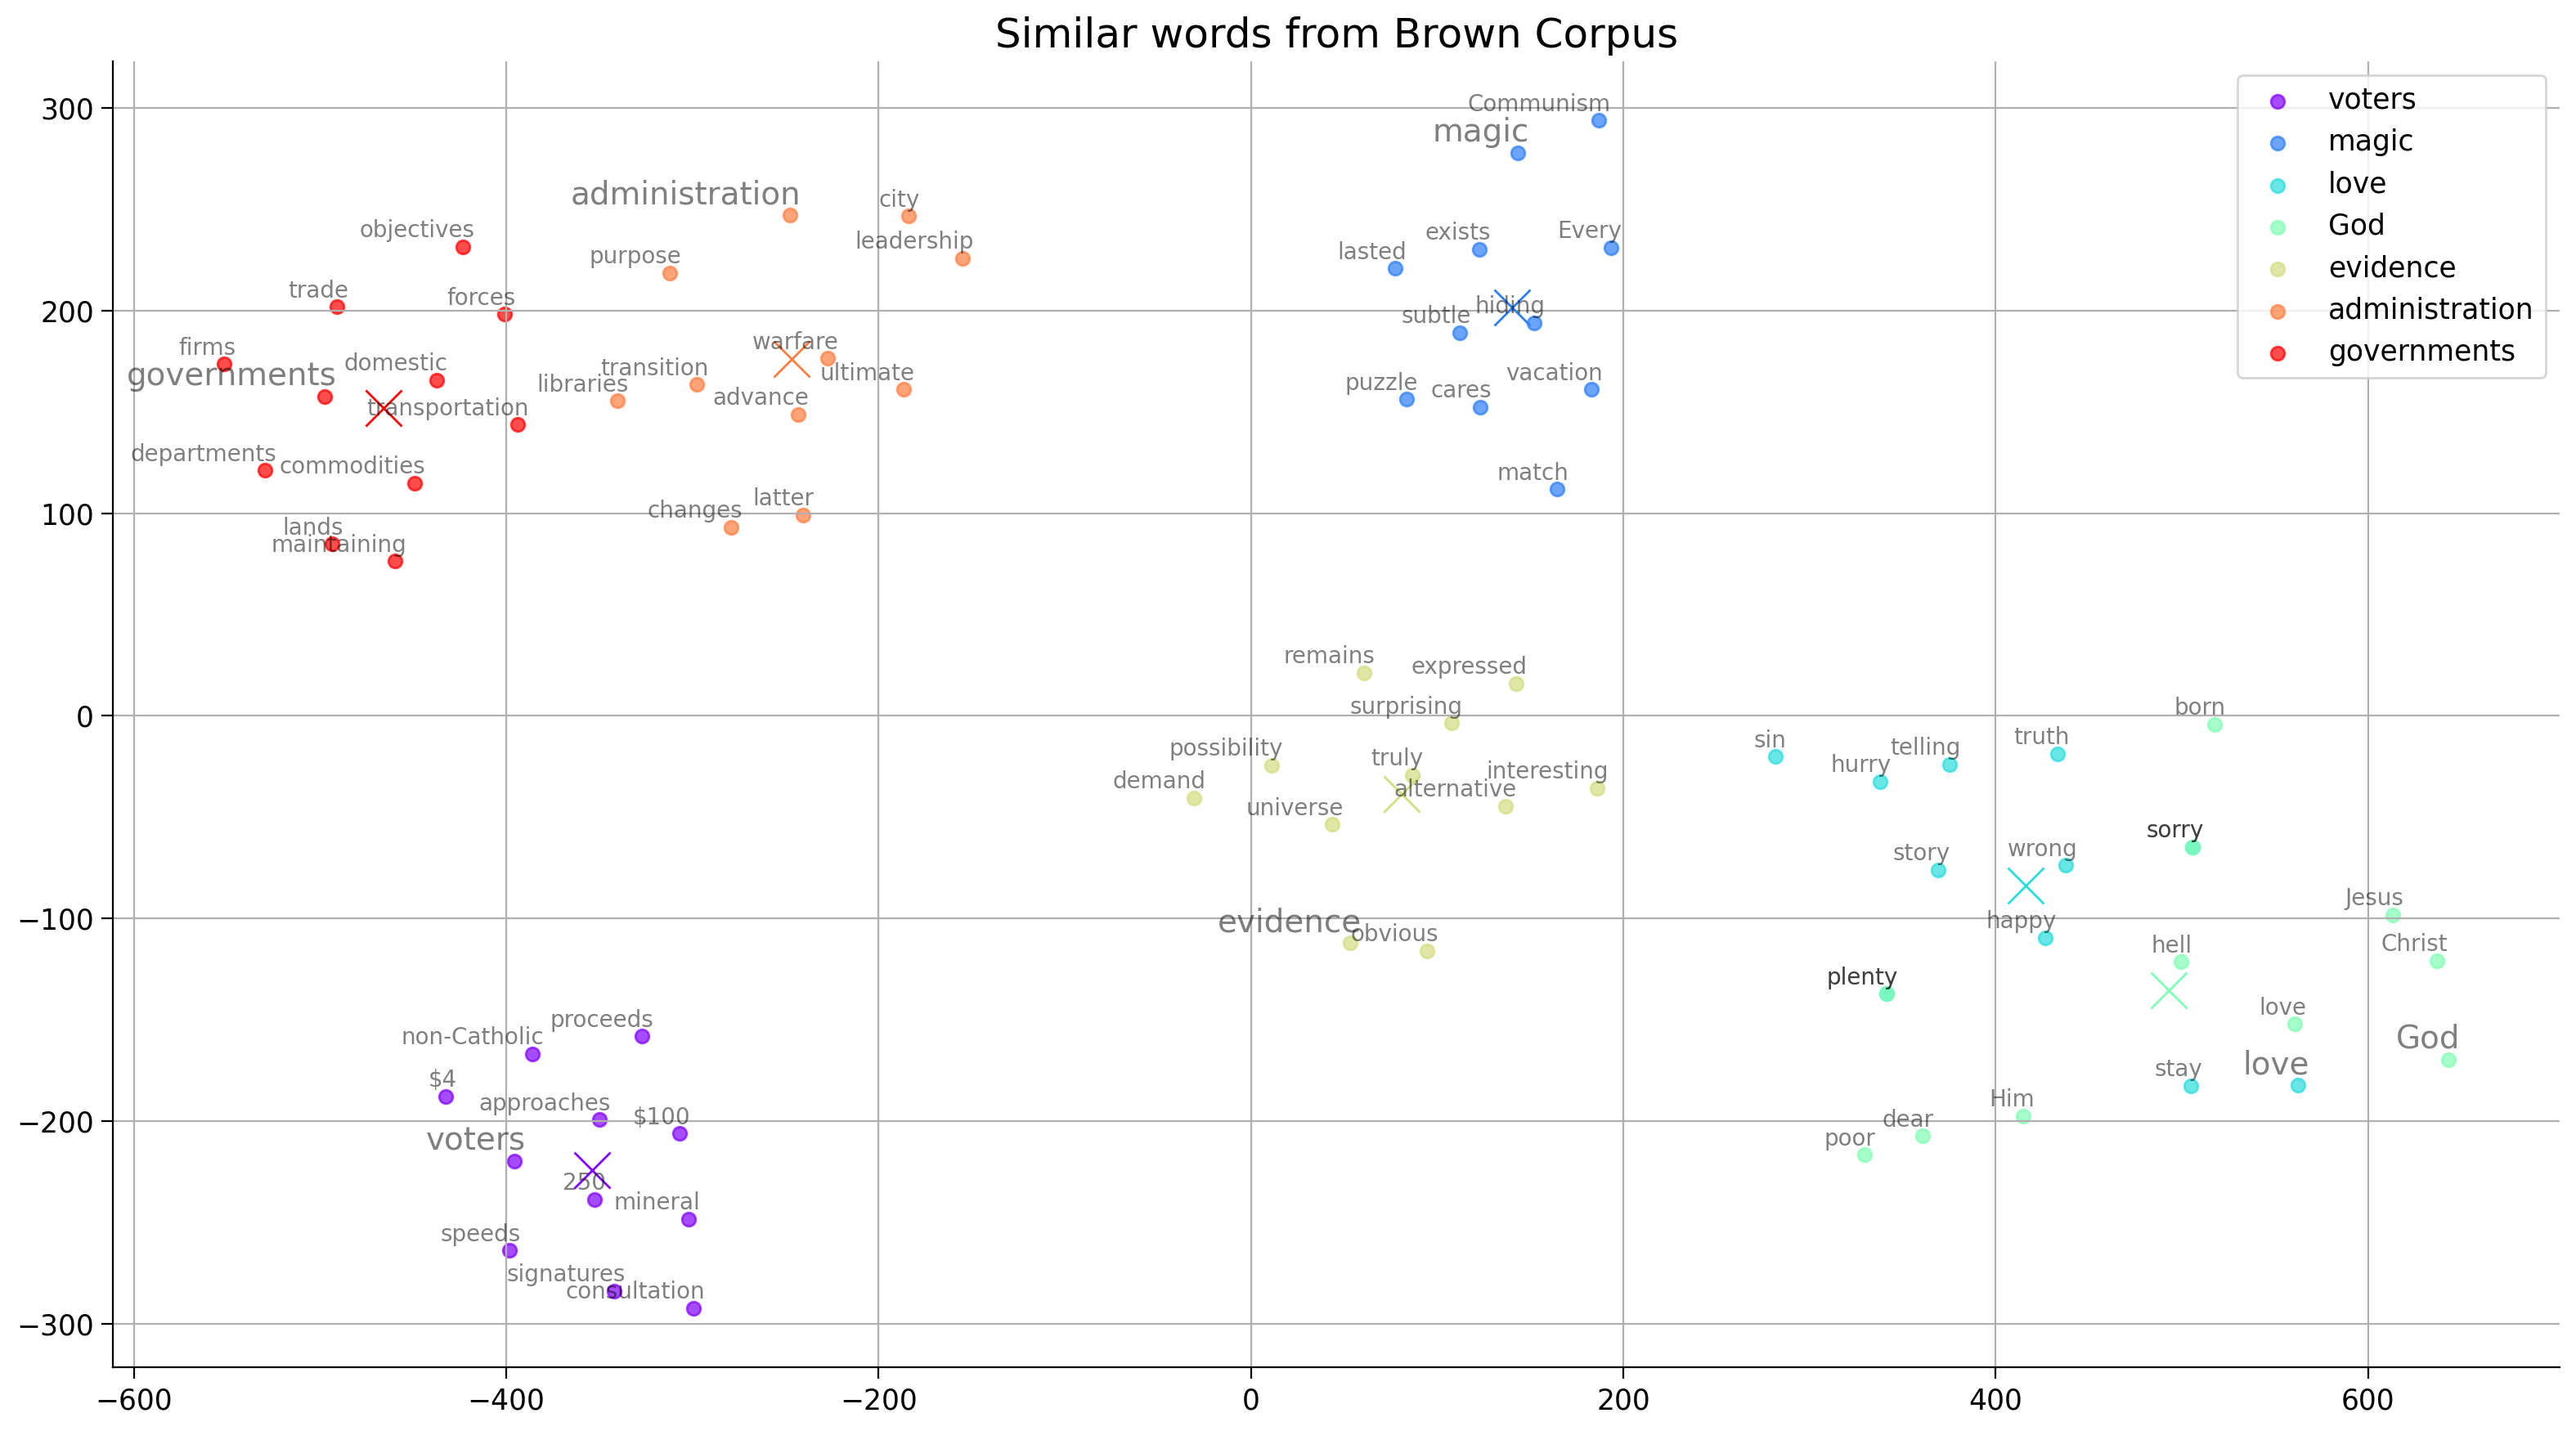 Similar words from Brown Corpus
300
200
100
0
−100
−200
−300
−600
−400
−200
0
200
400
600
voters
magic
love
God
evidence
administration
governments
Communism
magic
administration
city
leadership
objectives
purpose
exists
Every
lasted
trade
forces
hiding
subtle
firms
governments
domestic
warfare
transition
libraries
ultimate
advance
transportation
puzzle
cares
vacation
departments
commodities
match
changes
latter
lands
maintaining
remains
expressed
surprising
possibility
truly
demand
alternative
interesting
universe
evidence
obvious
born
sin
hurry
telling
truth
sorry
story
wrong
Jesus
happy
hell
Christ
plenty
love
God
stay
love
Him
dear
poor
proceeds
non-Catholic
$4
approaches
$100
voters
250
mineral
speeds
signatures
consultation